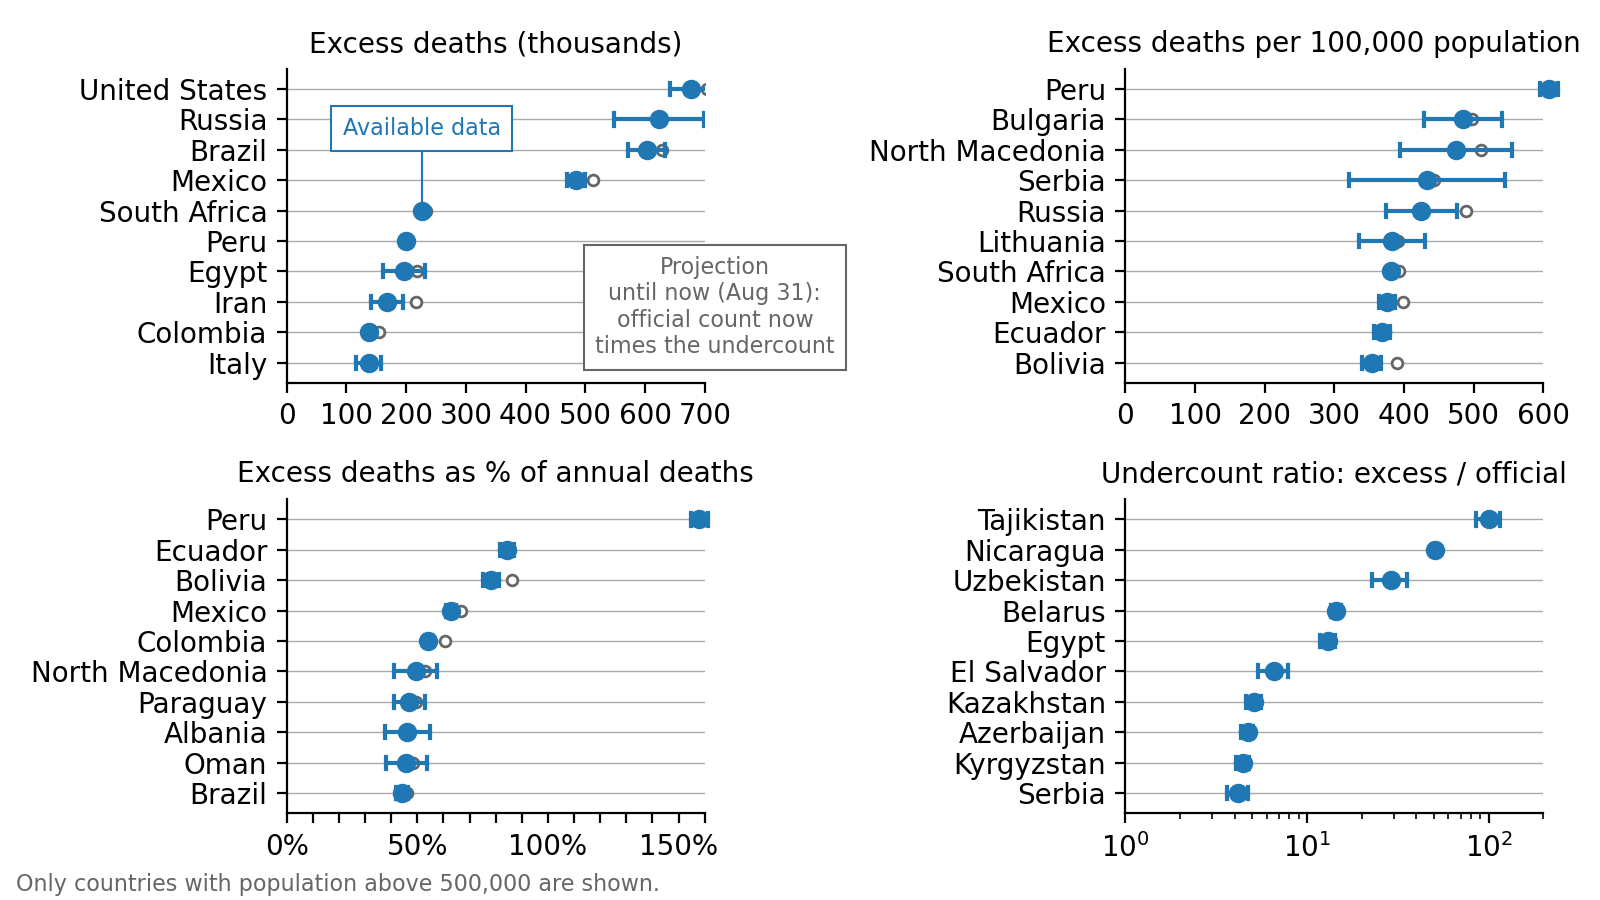 Excess deaths (thousands)
United States
Russia
Brazil
Mexico
South Africa
Peru
Egypt
Iran
Colombia
Italy
Available data
Projection
until now (Aug 31):
official count now
times the undercount
0 100 200 300 400 500 600 700
Excess deaths per 100,000 population
Peru
Bulgaria
North Macedonia
Serbia
Russia
Lithuania
South Africa
Mexico
Ecuador
Bolivia
0 100 200 300 400 500 600
Excess deaths as % of annual deaths
Peru
Ecuador
Bolivia
Mexico
Colombia
North Macedonia
Paraguay
Albania
Oman
Brazil
0% 50% 100% 150%
Undercount ratio: excess / official
Tajikistan
Nicaragua
Uzbekistan
Belarus
Egypt
El Salvador
Kazakhstan
Azerbaijan
Kyrgyzstan
Serbia
10⁰ 10¹ 10²
Only countries with population above 500,000 are shown.